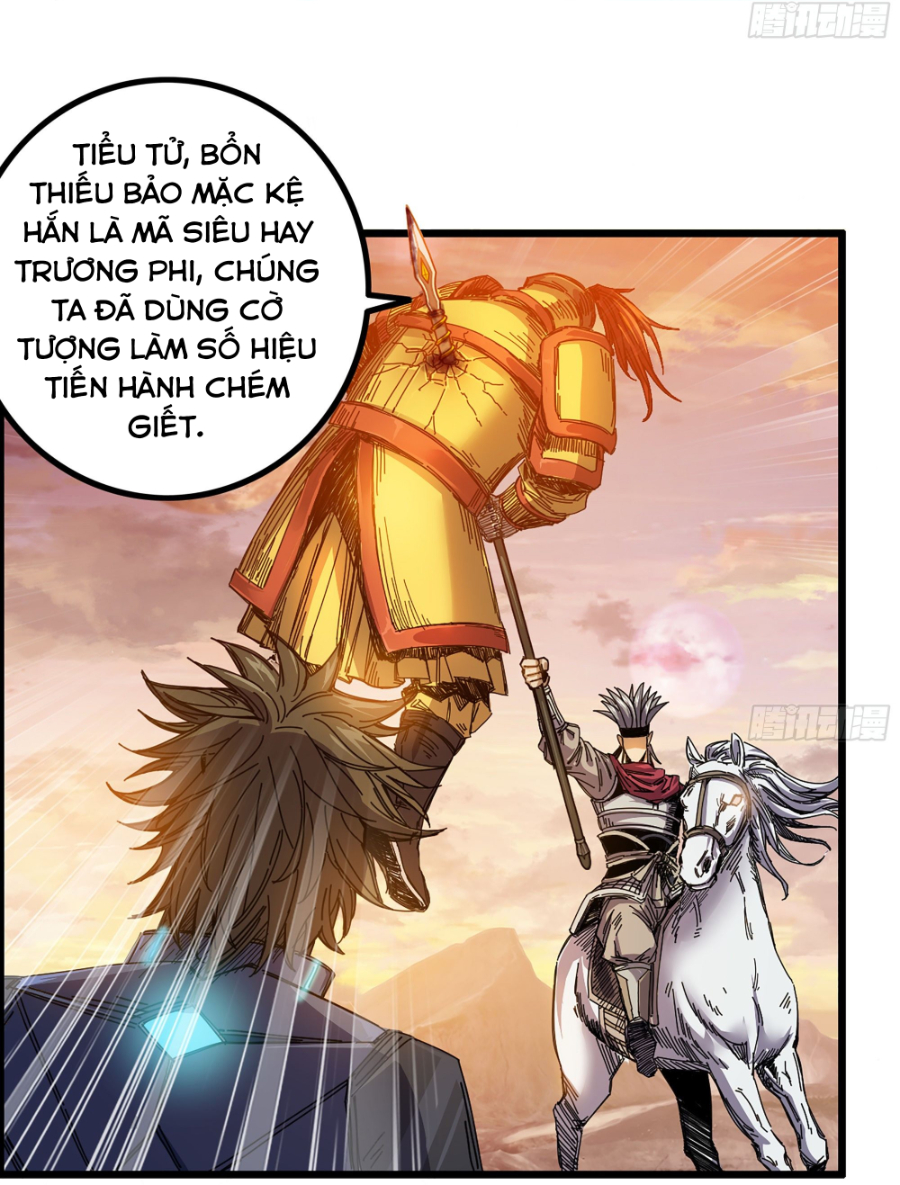 腾讯动漫
TIỂU TỬ, BỔN
THIẾU BẢO MẶC KỆ
HẮN LÀ MÃ SIÊU HAY
TRƯƠNG PHI, CHÚNG
TA ĐÃ DÙNG CỜ
TƯỢNG LÀM SỐ HIỆU
TIẾN HÀNH CHÉM
GIẾT.
腾讯动漫